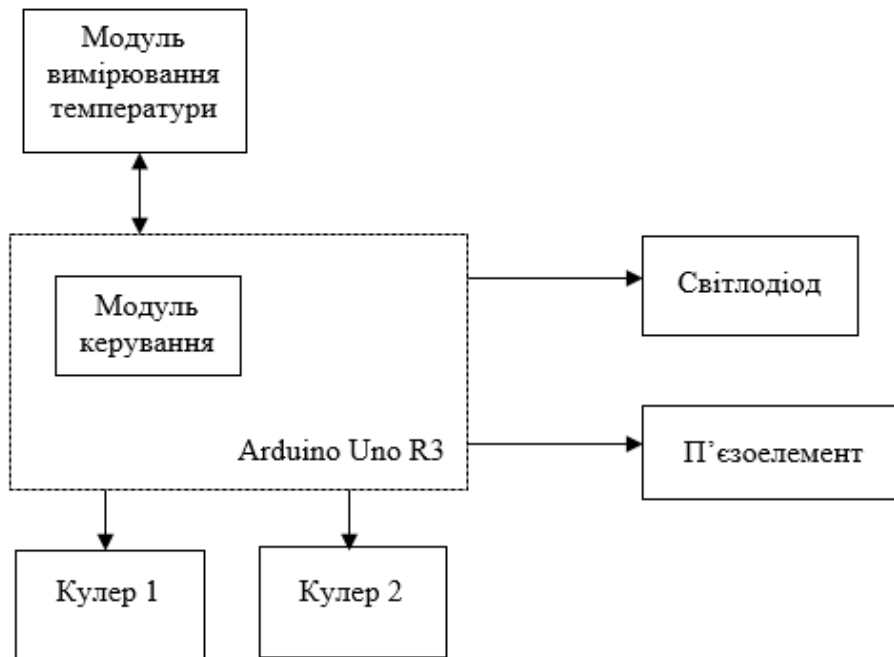 Модуль
вимірювання
температури
Модуль
керування
Arduino Uno R3
Світлодіод
П’єзоелемент
Кулер 1
Кулер 2